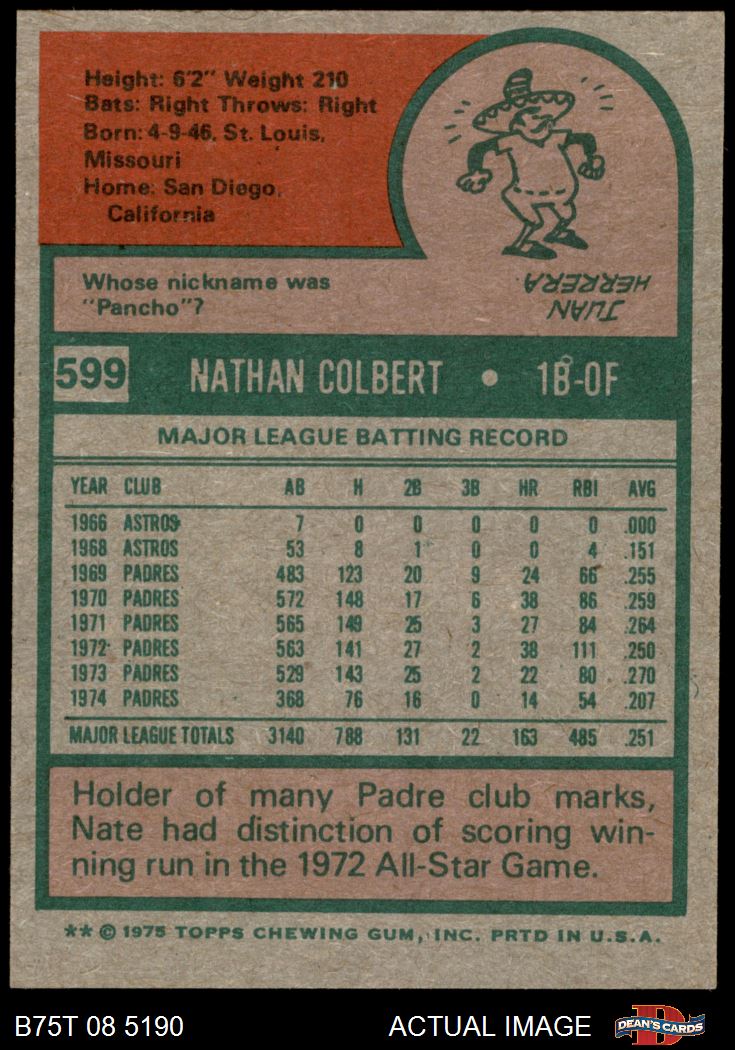 Height: 6'2" Weight 210
Bats: Right Throws: Right
Born: 4-9-46, St. Louis,
Missouri
Home: San Diego,
California
Whose nickname was
"Pancho"?
JUAN
HERRERA
599 NATHAN COLBERT • 1B-OF
MAJOR LEAGUE BATTING RECORD
YEAR CLUB AB H 2B 3B HR RBI AVG
1966 ASTROS 7 0 0 0 0 0 .000
1968 ASTROS 53 8 1 0 0 4 .151
1969 PADRES 483 123 20 9 24 66 .255
1970 PADRES 572 148 17 6 38 86 .259
1971 PADRES 565 149 25 3 27 84 .264
1972 PADRES 563 141 27 2 38 111 .250
1973 PADRES 529 143 25 2 22 80 .270
1974 PADRES 368 76 16 0 14 54 .207
MAJOR LEAGUE TOTALS 3140 788 131 22 163 485 .251
Holder of many Padre club marks,
Nate had distinction of scoring win-
ning run in the 1972 All-Star Game.
** © 1975 TOPPS CHEWING GUM, INC. PRTD IN U.S.A.
B75T 08 5190 ACTUAL IMAGE DEAN'S CARDS